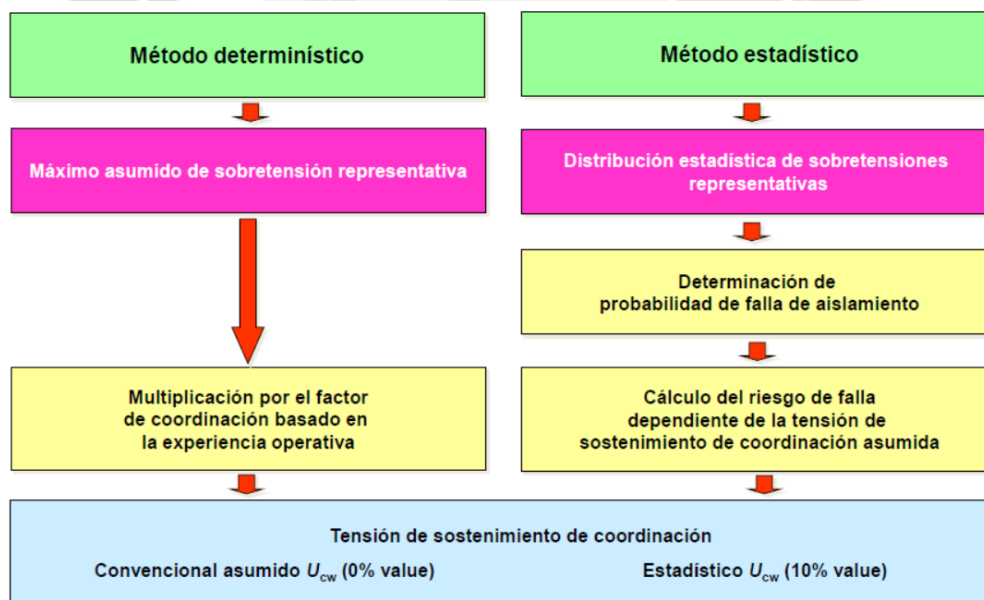 Método determinístico
Método estadístico
Máximo asumido de sobretensión representativa
Distribución estadística de sobretensiones
representativas
Determinación de
probabilidad de falla de aislamiento
Multiplicación por el factor
de coordinación basado en
la experiencia operativa
Cálculo del riesgo de falla
dependiente de la tensión de
sostenimiento de coordinación asumida
Tensión de sostenimiento de coordinación
Convencional asumido Ucw (0% value)
Estadístico Ucw (10% value)